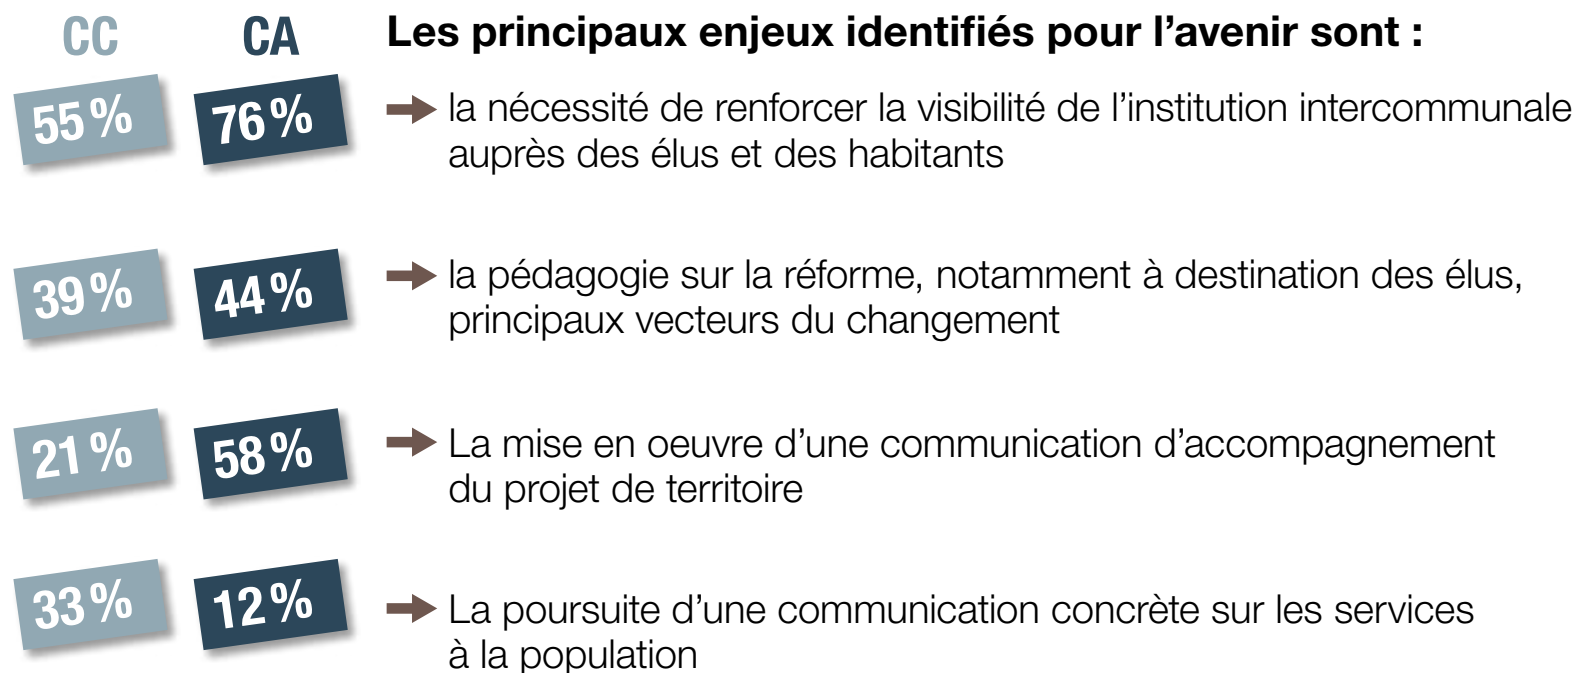 CC CA Les principaux enjeux identifiés pour l'avenir sont :
55 % 76 % la nécessité de renforcer la visibilité de l'institution intercommunale
auprès des élus et des habitants
39 % 44 % la pédagogie sur la réforme, notamment à destination des élus,
principaux vecteurs du changement
21 % 58 % La mise en oeuvre d'une communication d'accompagnement
du projet de territoire
33 % 12 % La poursuite d'une communication concrète sur les services
à la population